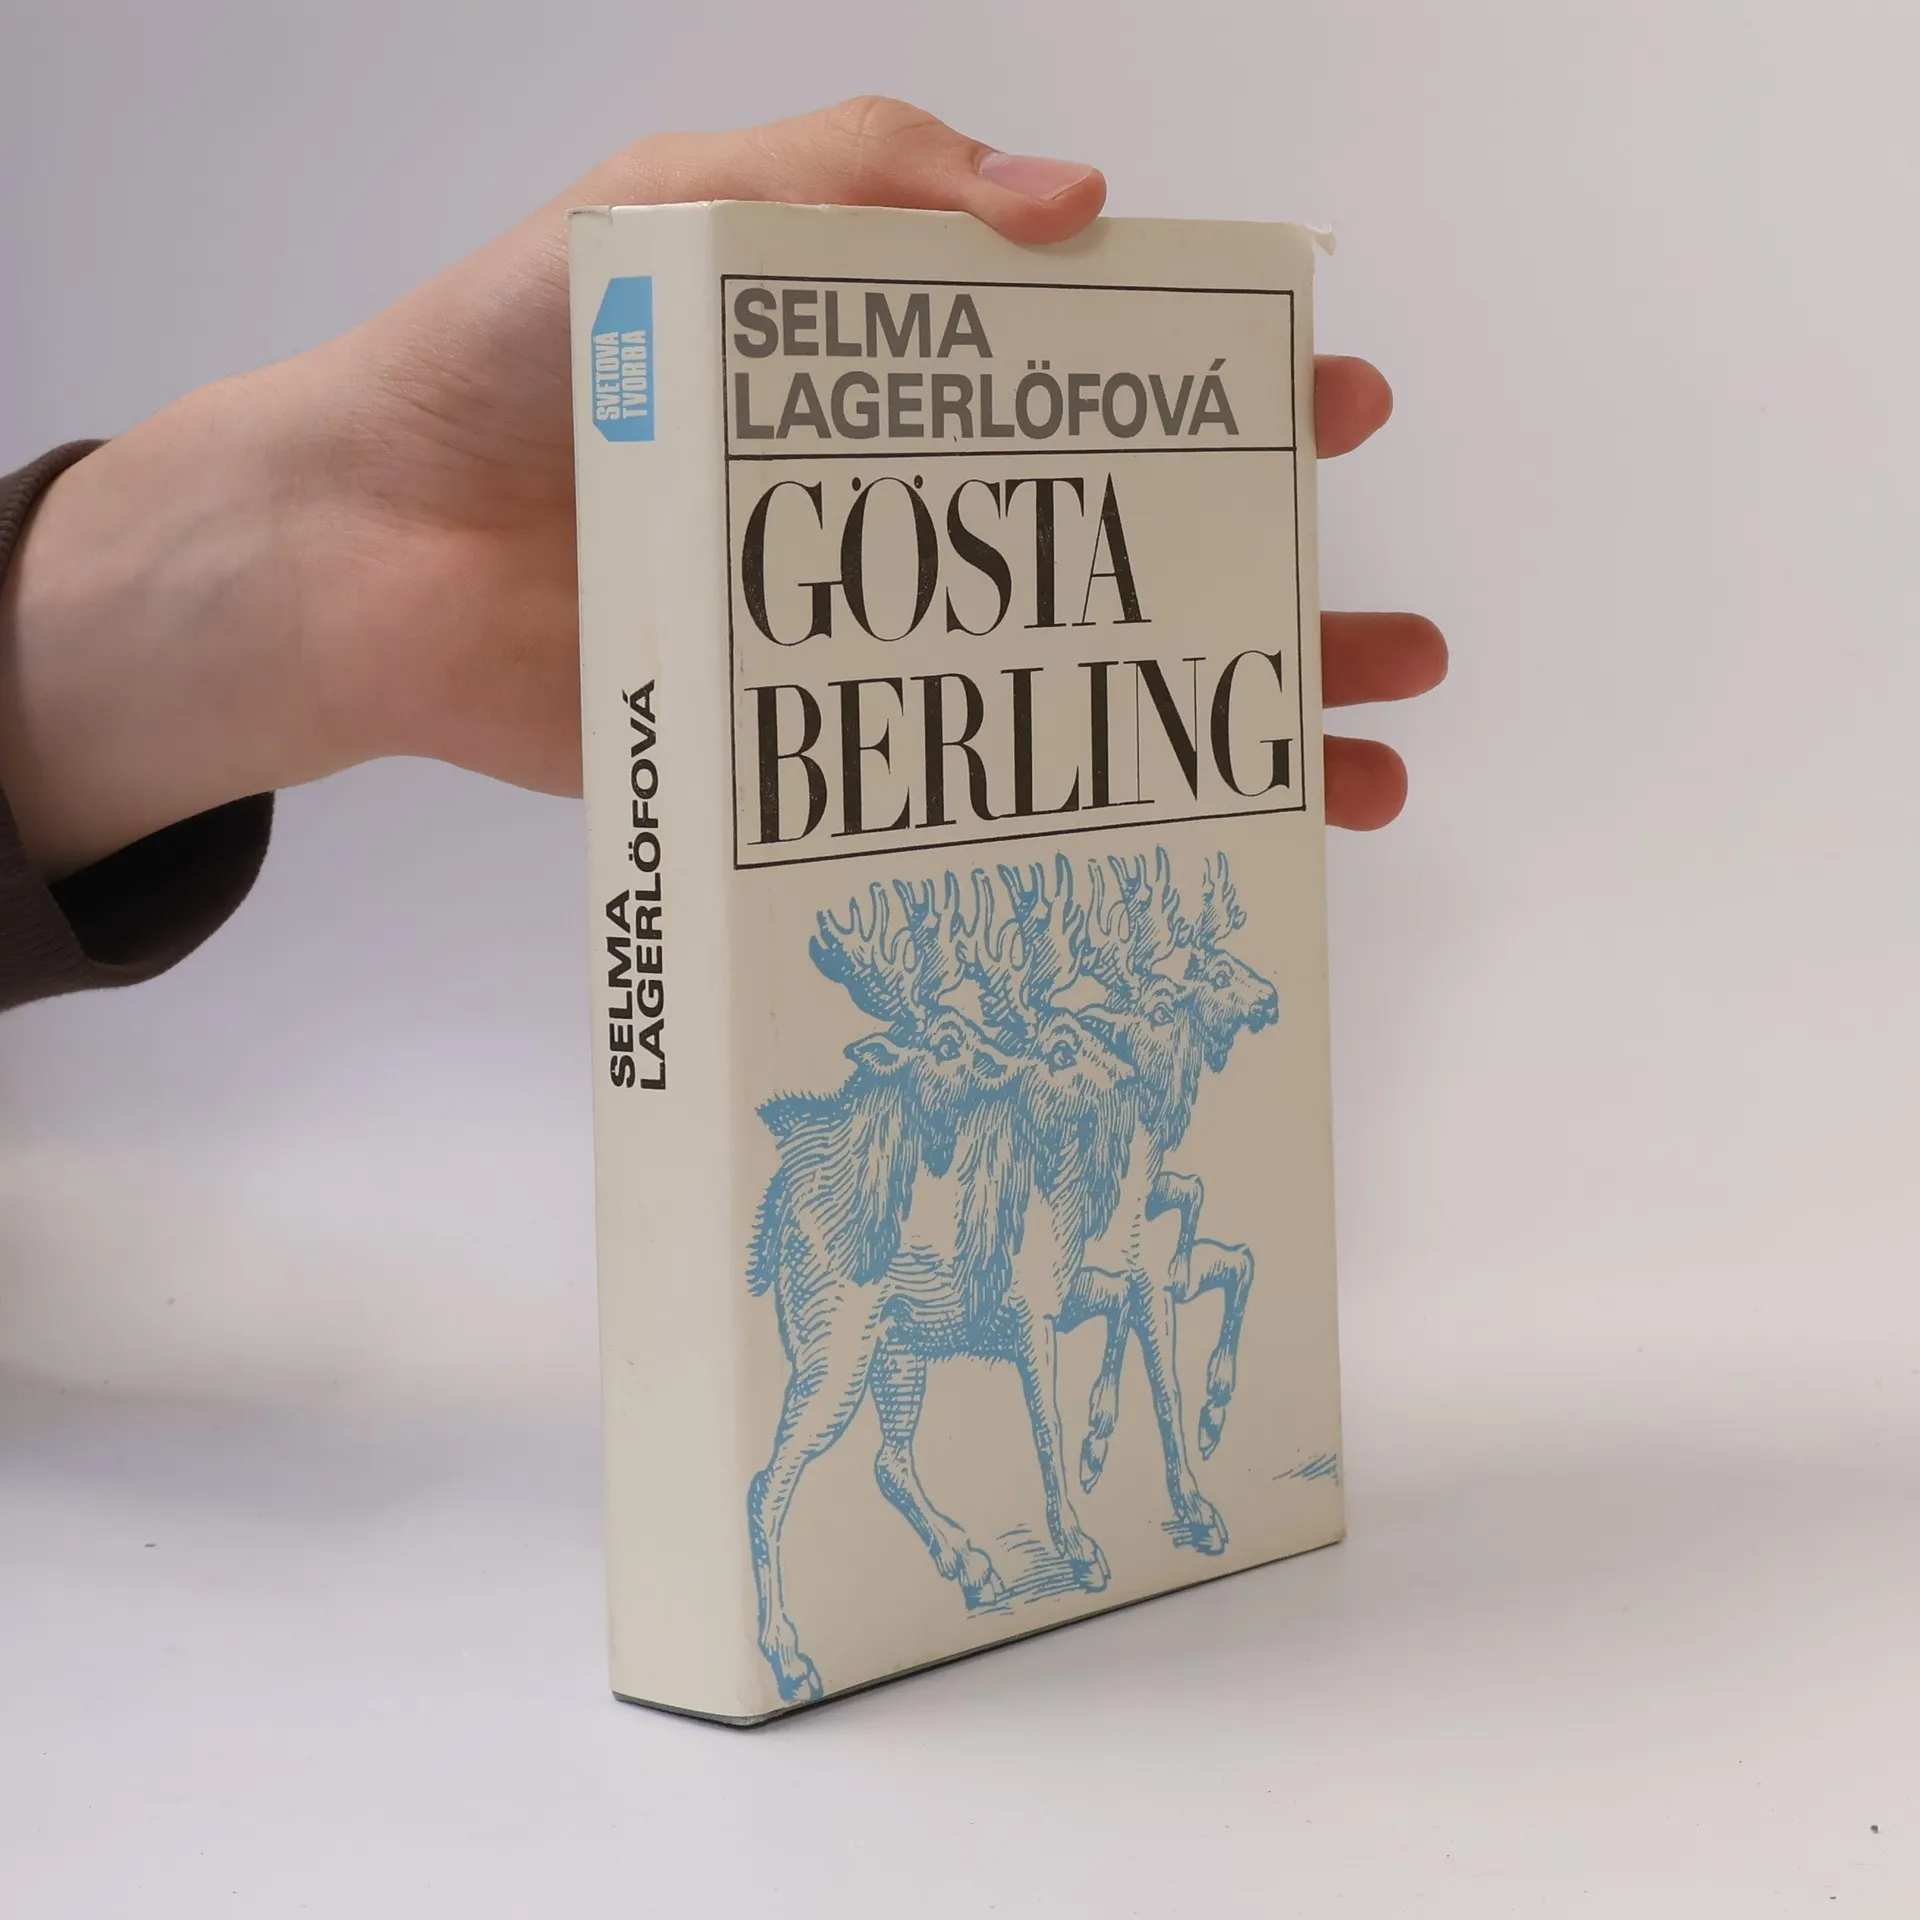 SVETOVÁ
TVORBA
SELMA
LAGERLÖFOVÁ
SELMA
LAGERLÖFOVÁ
GÖSTA
BERLING